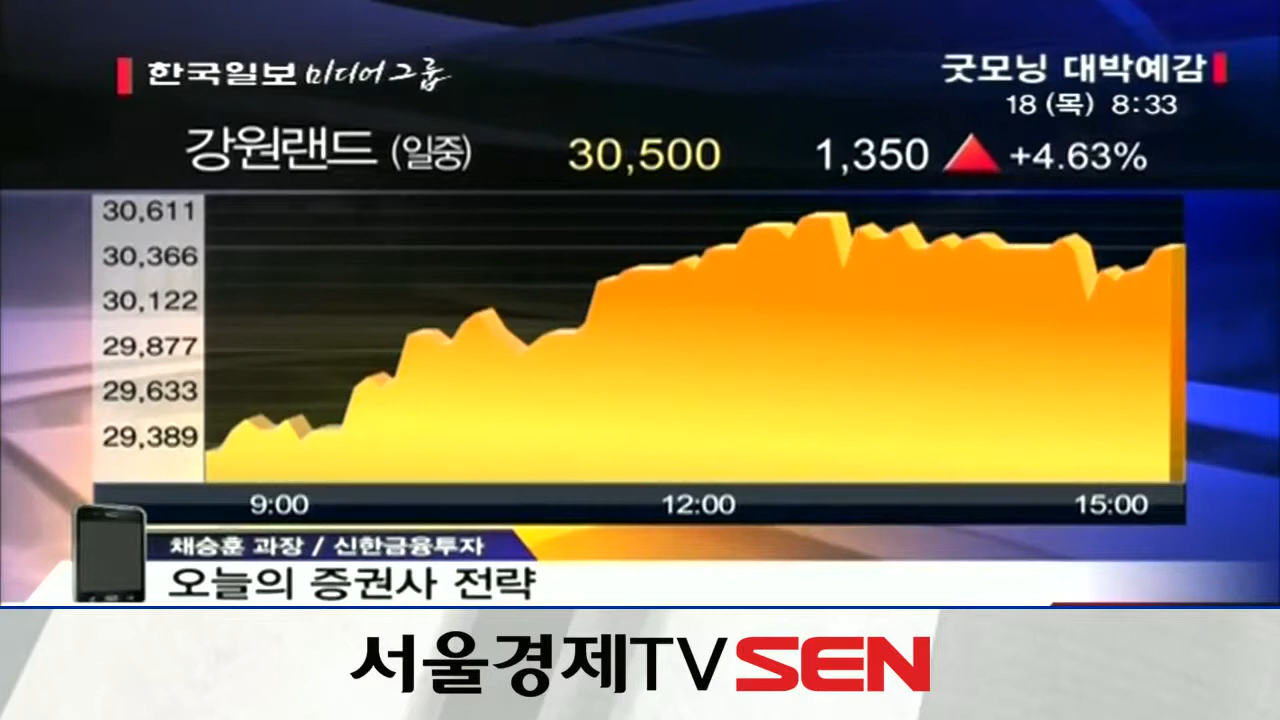 한국일보 미디어그룹
굿모닝 대박예감
18 (목) 8:33
강원랜드 (일중) 30,500 1,350 ▲ +4.63%
30,611
30,366
30,122
29,877
29,633
29,389
9:00 12:00 15:00
채승훈 과장 / 신한금융투자
오늘의 증권사 전략
서울경제TV SEN